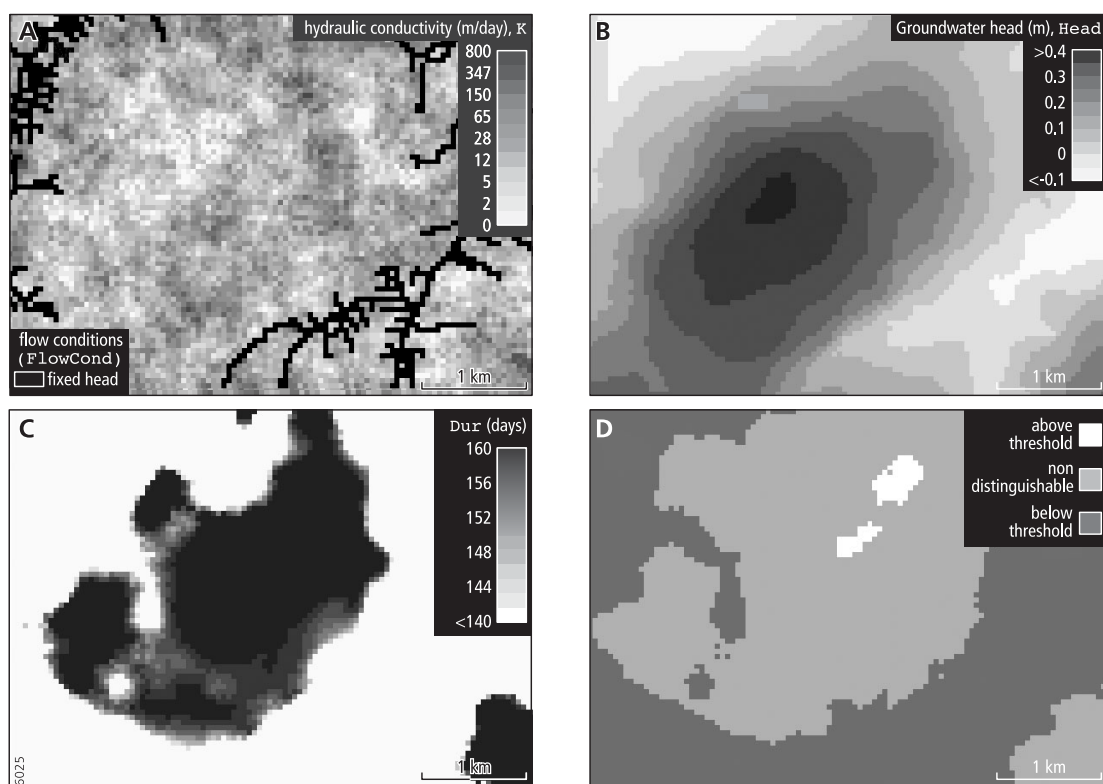 A
hydraulic conductivity (m/day), K
800
347
150
65
28
12
5
2
0
flow conditions
(FlowCond)
fixed head
1 km
B
Groundwater head (m), Head
>0.4
0.3
0.2
0.1
0
<-0.1
1 km
C
Dur (days)
160
156
152
148
144
<140
1 km
6025
D
above
threshold
non
distinguishable
below
threshold
1 km